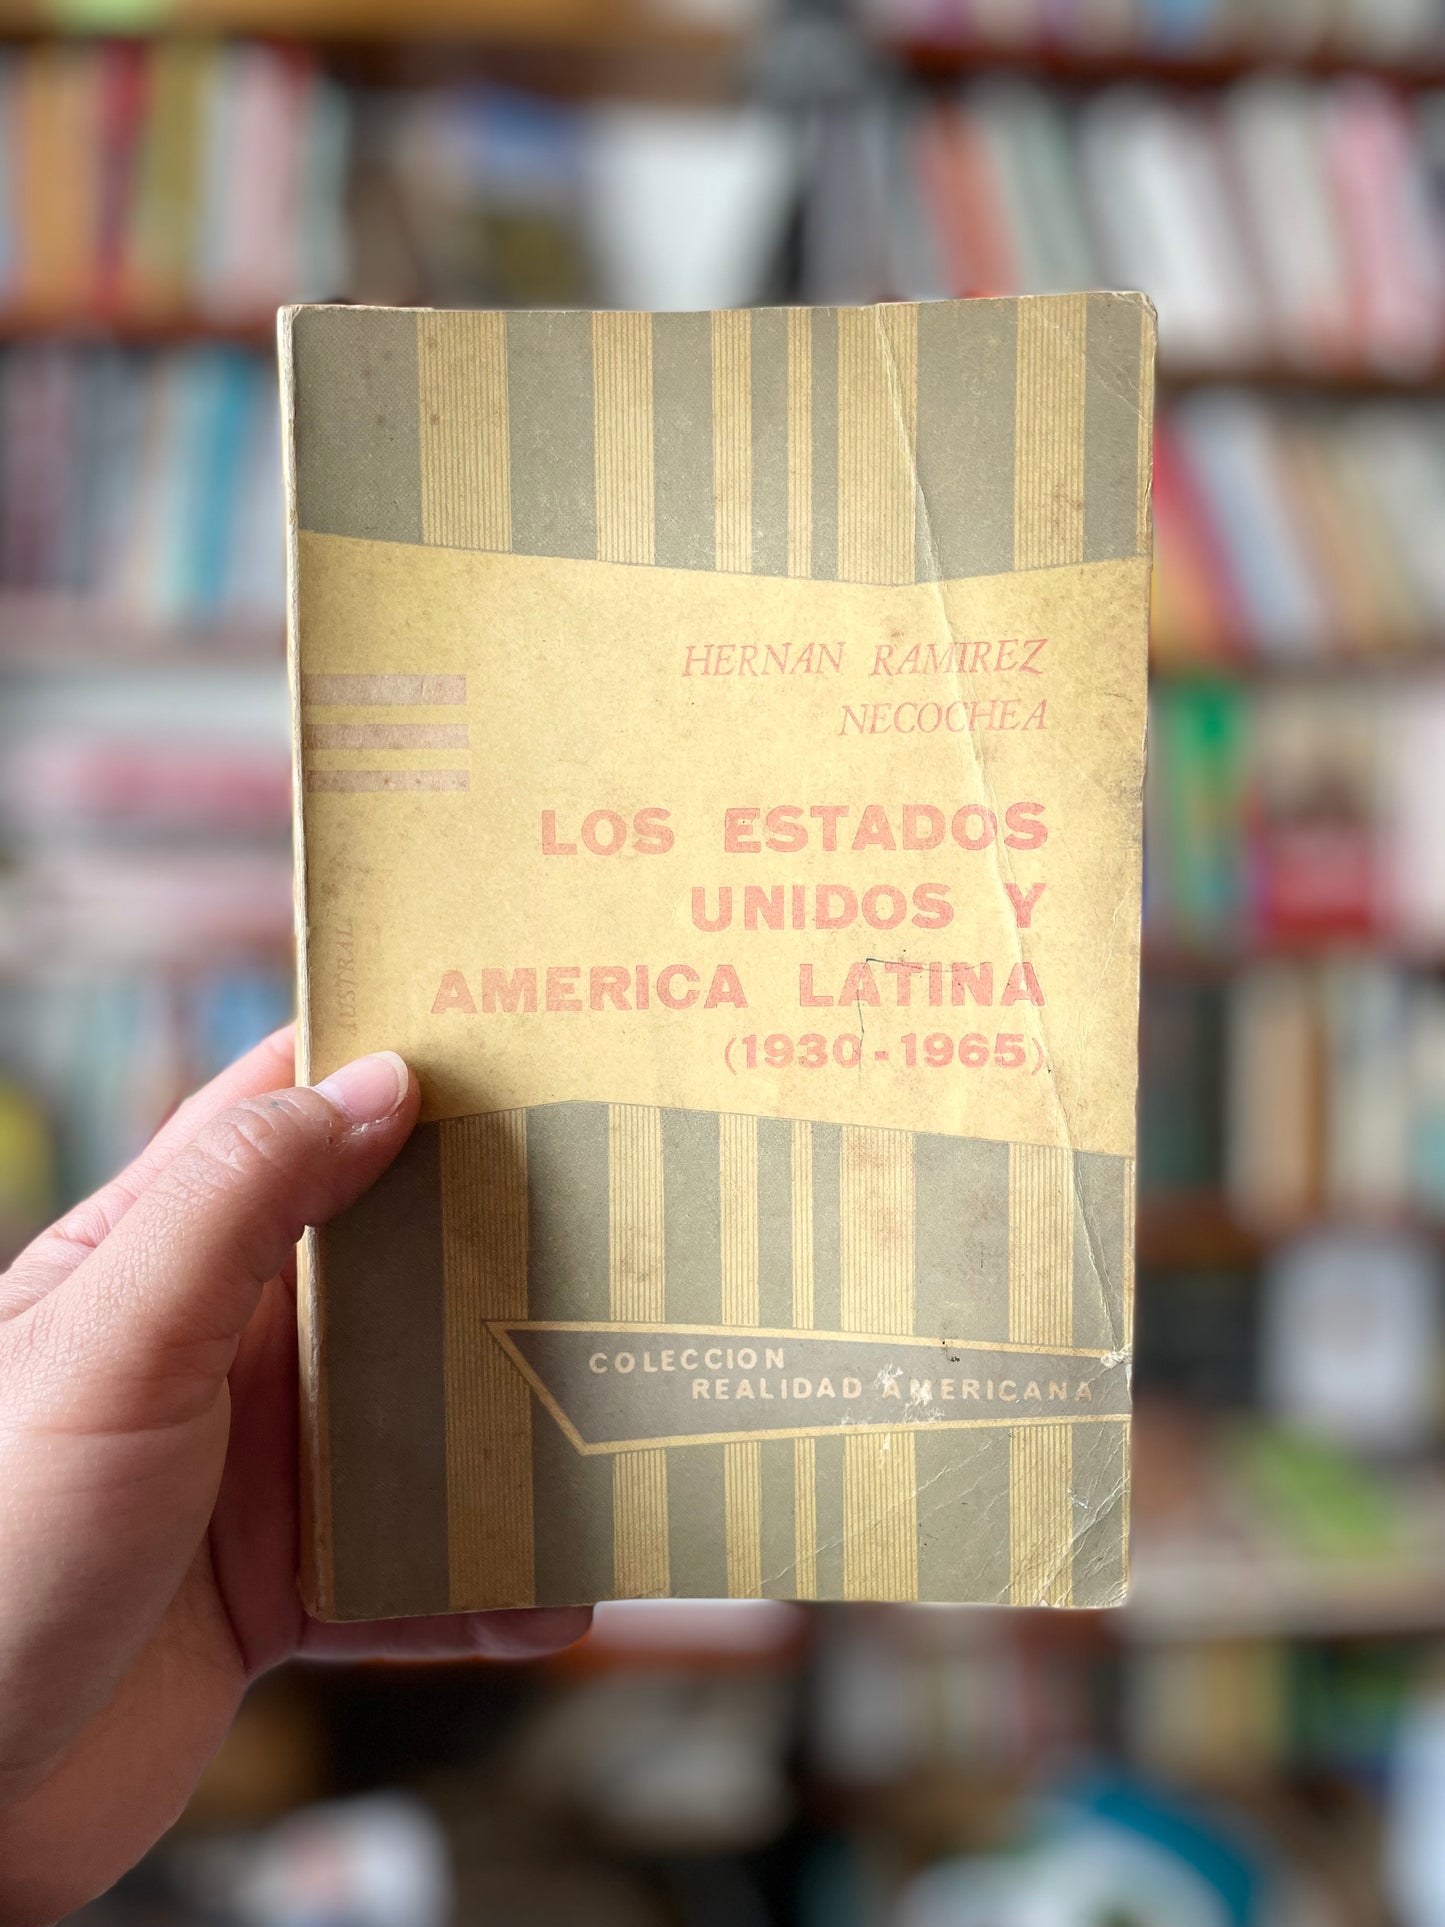 HERNAN RAMIREZ
NECOCHEA
LOS ESTADOS
UNIDOS Y
AMERICA LATINA
(1930-1965)
AUSTRAL
COLECCION
REALIDAD AMERICANA